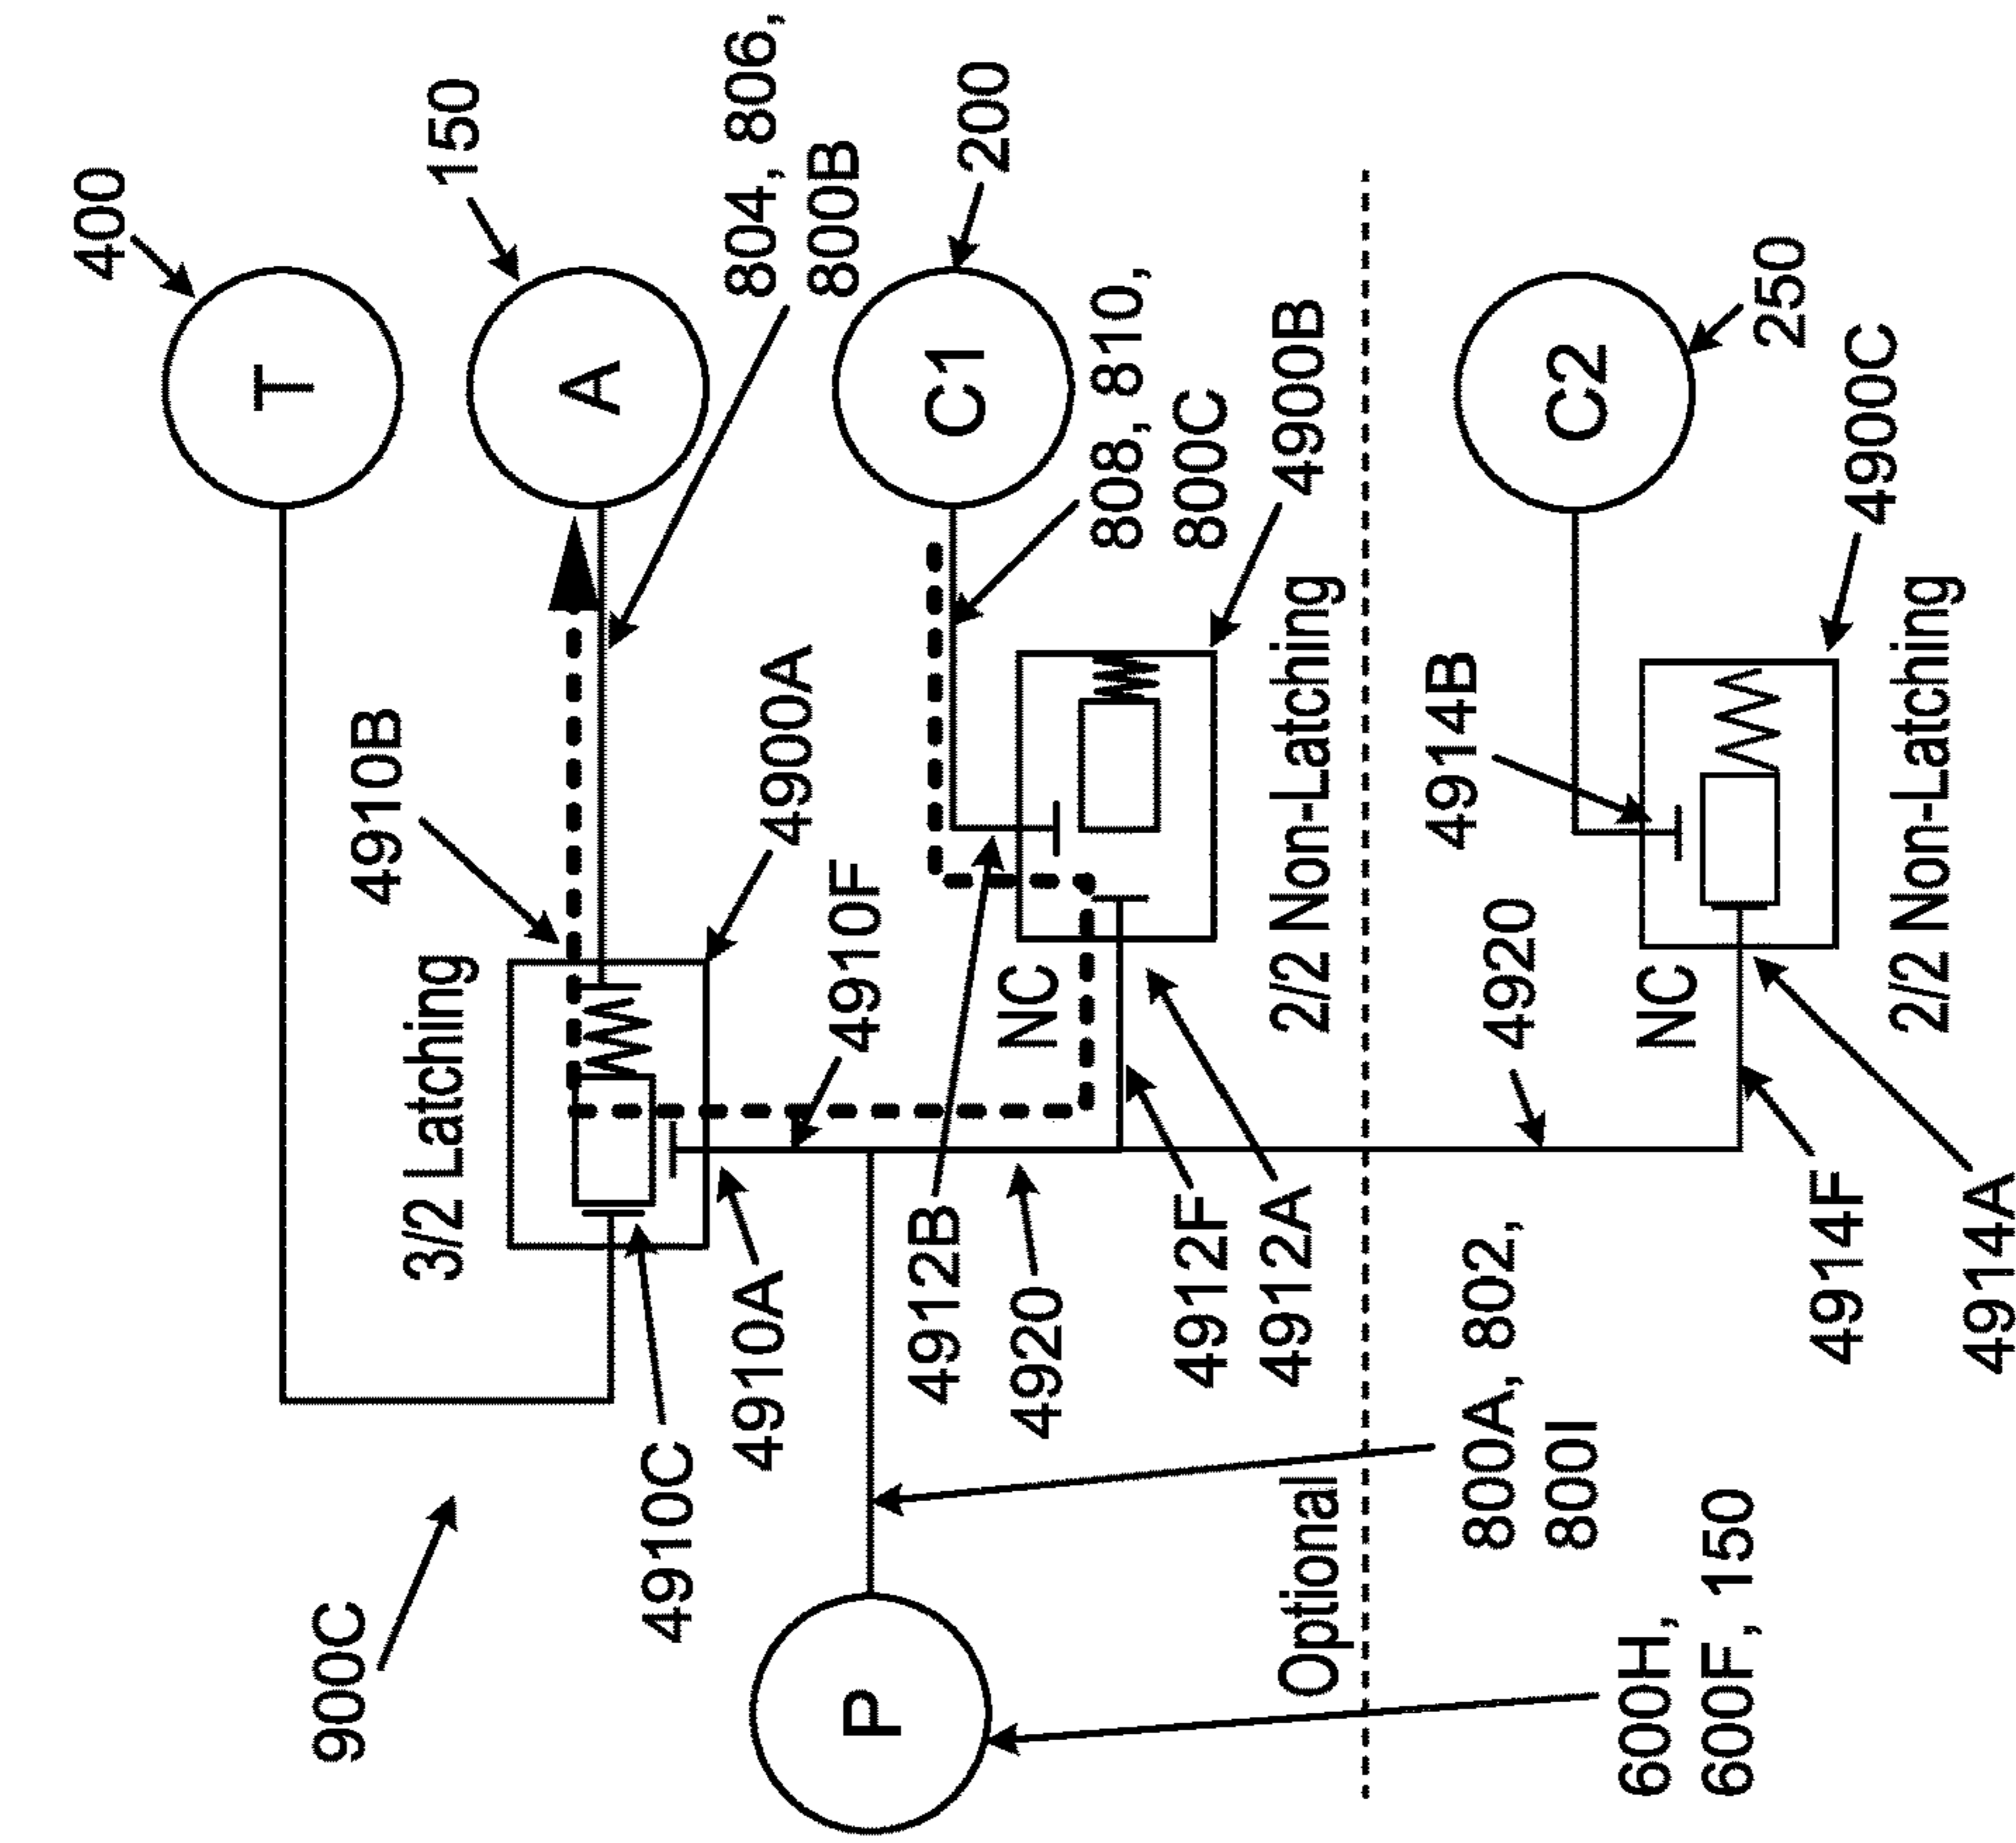 400
T
900C
4910B
3/2 Latching
150
A
4910C
804, 806,
800B
4910A
4900A
4910F
P
4912B
C1
200
NC
4920
808, 810,
800C
4912F
4912A
4900B
2/2 Non-Latching
Optional
4914B
800A, 802,
800I
4920
C2
600H,
600F, 150
NC
250
4914F
4900C
2/2 Non-Latching
4914A